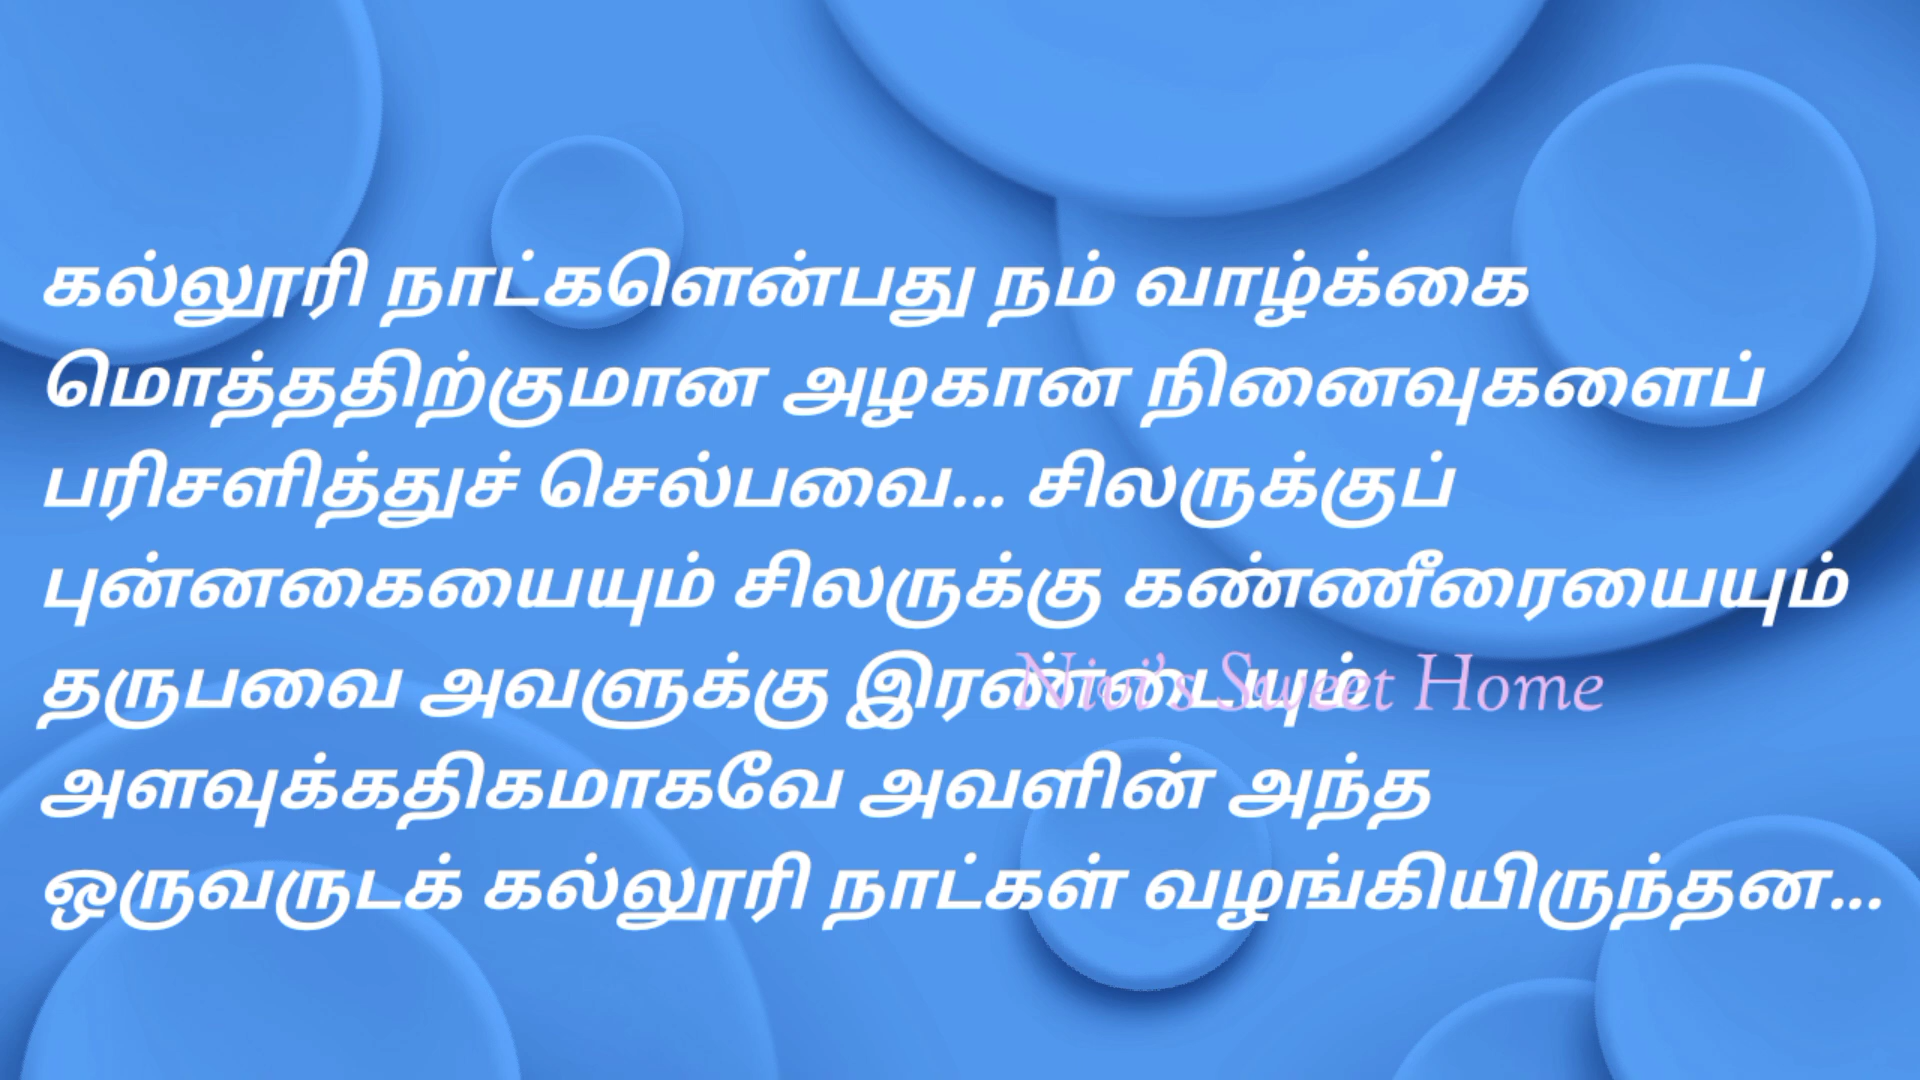 கல்லூரி நாட்களென்பது நம் வாழ்க்கை
மொத்ததிற்குமான அழகான நினைவுகளைப்
பரிசளித்துச் செல்பவை... சிலருக்குப்
புன்னகையையும் சிலருக்கு கண்ணீரையையும்
தருபவை அவளுக்கு இரண்டையும்
Nivi's Sweet Home
அளவுக்கதிகமாகவே அவளின் அந்த
ஒருவருடக் கல்லூரி நாட்கள் வழங்கியிருந்தன...